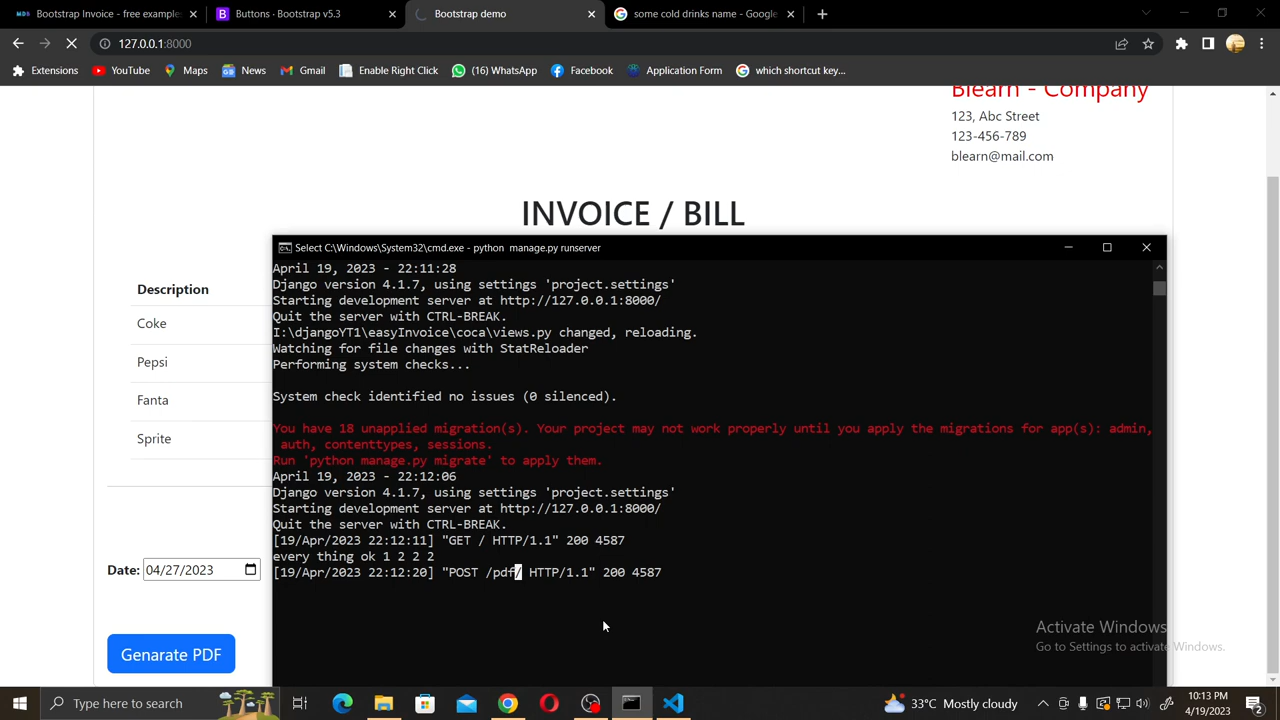 Bootstrap Invoice - free example
Buttons · Bootstrap v5.3
Bootstrap demo
some cold drinks name - Google
127.0.0.1:8000
Extensions
YouTube
Maps
News
Gmail
Enable Right Click
(16) WhatsApp
Facebook
Application Form
which shortcut key...
Blearn - Company
123, Abc Street
123-456-789
blearn@mail.com
INVOICE / BILL
Description
Coke
Pepsi
Fanta
Sprite
Date: 04/27/2023
Genarate PDF
Select C:\Windows\System32\cmd.exe - python manage.py runserver
April 19, 2023 - 22:11:28
Django version 4.1.7, using settings 'project.settings'
Starting development server at http://127.0.0.1:8000/
Quit the server with CTRL-BREAK.
I:\djangoYT1\easyInvoice\coca\views.py changed, reloading.
Watching for file changes with StatReloader
Performing system checks...
System check identified no issues (0 silenced).
You have 18 unapplied migration(s). Your project may not work properly until you apply the migrations for app(s): admin,
auth, contenttypes, sessions.
Run 'python manage.py migrate' to apply them.
April 19, 2023 - 22:12:06
Django version 4.1.7, using settings 'project.settings'
Starting development server at http://127.0.0.1:8000/
Quit the server with CTRL-BREAK.
[19/Apr/2023 22:12:11] "GET / HTTP/1.1" 200 4587
every thing ok 1 2 2 2 2
[19/Apr/2023 22:12:20] "POST /pdf/ HTTP/1.1" 200 4587
Activate Windows
Go to Settings to activate Windows.
Type here to search
33°C Mostly cloudy
10:13 PM
4/19/2023
2